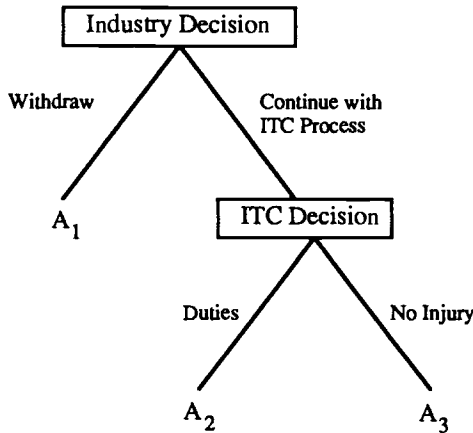 Industry Decision
Withdraw
Continue with
ITC Process
A1
ITC Decision
Duties
No Injury
A2
A3